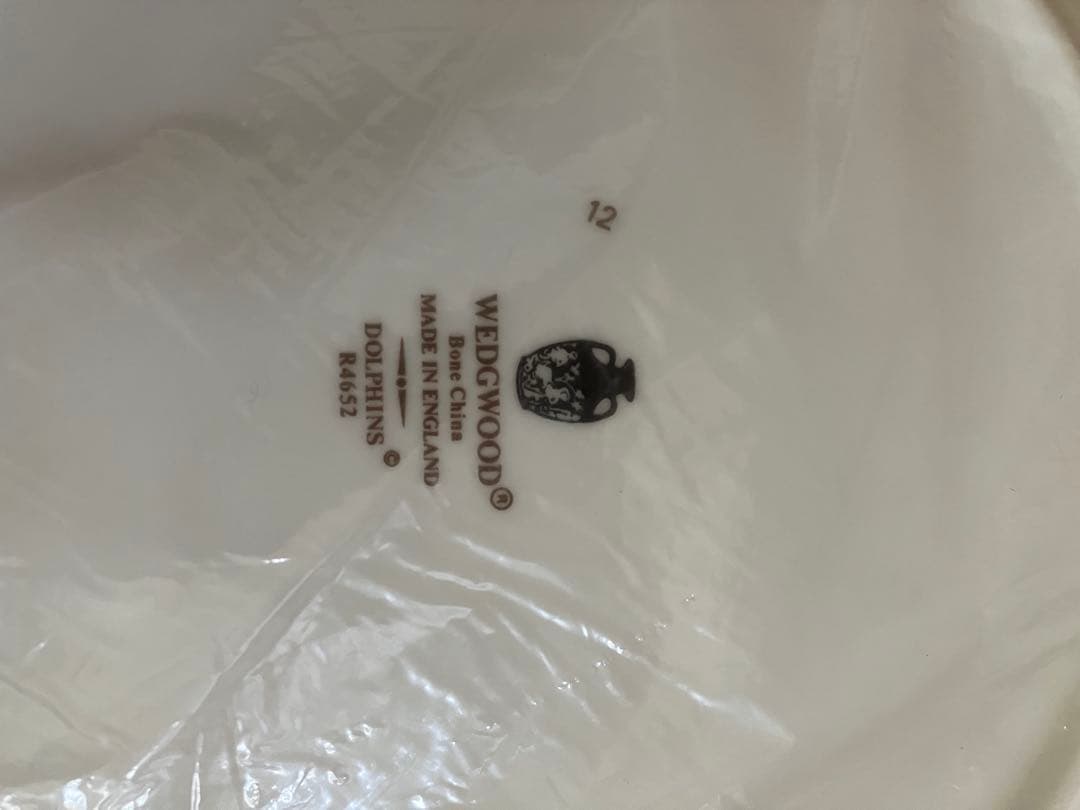 12
WEDGWOOD®
Bone China
MADE IN ENGLAND
DOLPHINS ©
R4652